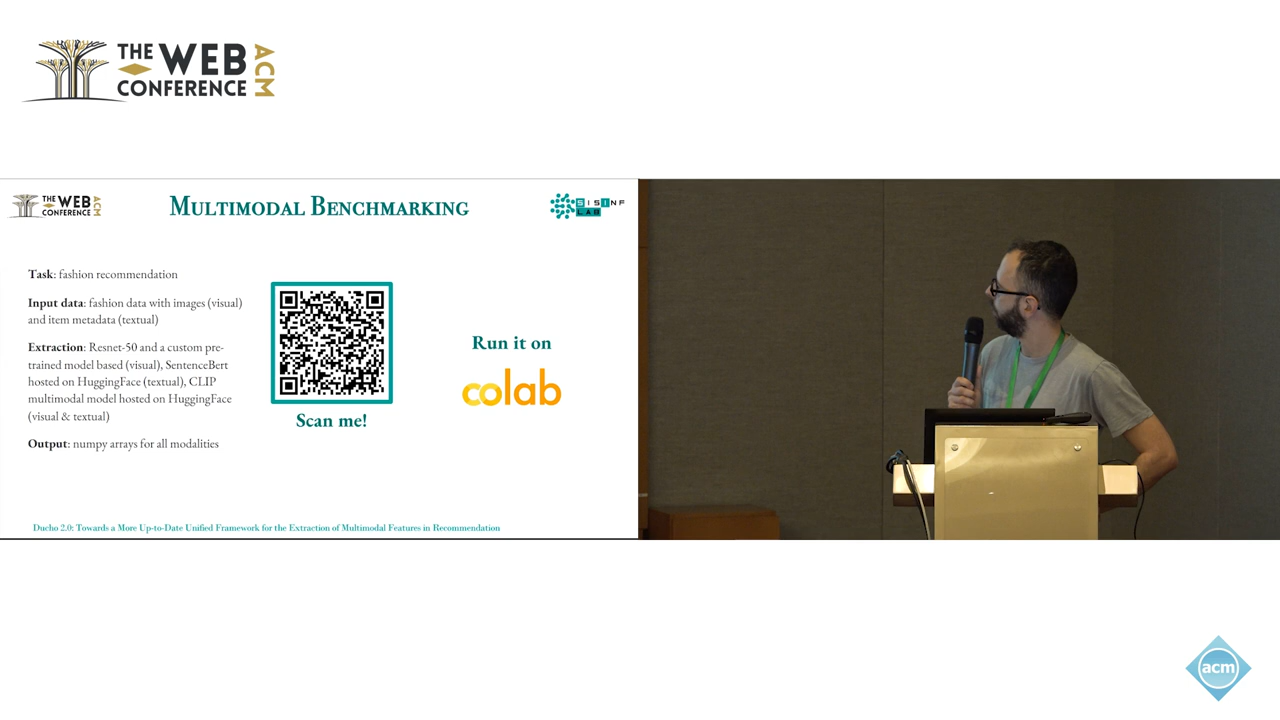 THE WEB
CONFERENCE
ACM
THE WEB
CONFERENCE
ACM
MULTIMODAL BENCHMARKING
SISINF
LAB
Task: fashion recommendation
Input data: fashion data with images (visual)
and item metadata (textual)
Extraction: Resnet-50 and a custom pre-
trained model based (visual), SentenceBert
hosted on HuggingFace (textual), CLIP
multimodal model hosted on HuggingFace
(visual & textual)
Output: numpy arrays for all modalities
Scan me!
Run it on
colab
Ducho 2.0: Towards a More Up-to-Date Unified Framework for the Extraction of Multimodal Features in Recommendation
acm